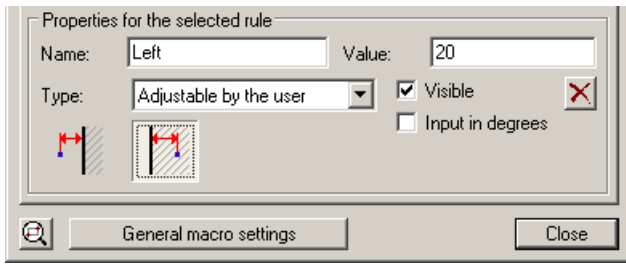 Properties for the selected rule
Name: Left Value: 20
Type: Adjustable by the user Visible
Input in degrees
General macro settings Close